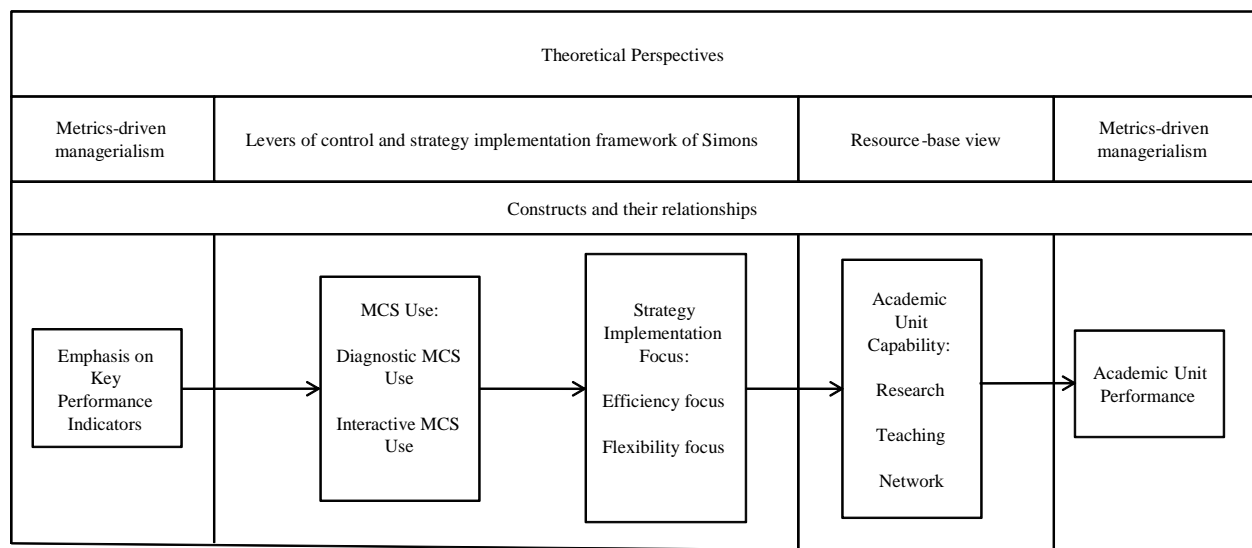 Theoretical Perspectives
Metrics-driven
managerialism
Levers of control and strategy implementation framework of Simons
Resource-base view
Metrics-driven
managerialism
Constructs and their relationships
Emphasis on
Key
Performance
Indicators
MCS Use:
Diagnostic MCS
Use
Interactive MCS
Use
Strategy
Implementation
Focus:
Efficiency focus
Flexibility focus
Academic
Unit
Capability:
Research
Teaching
Network
Academic Unit
Performance